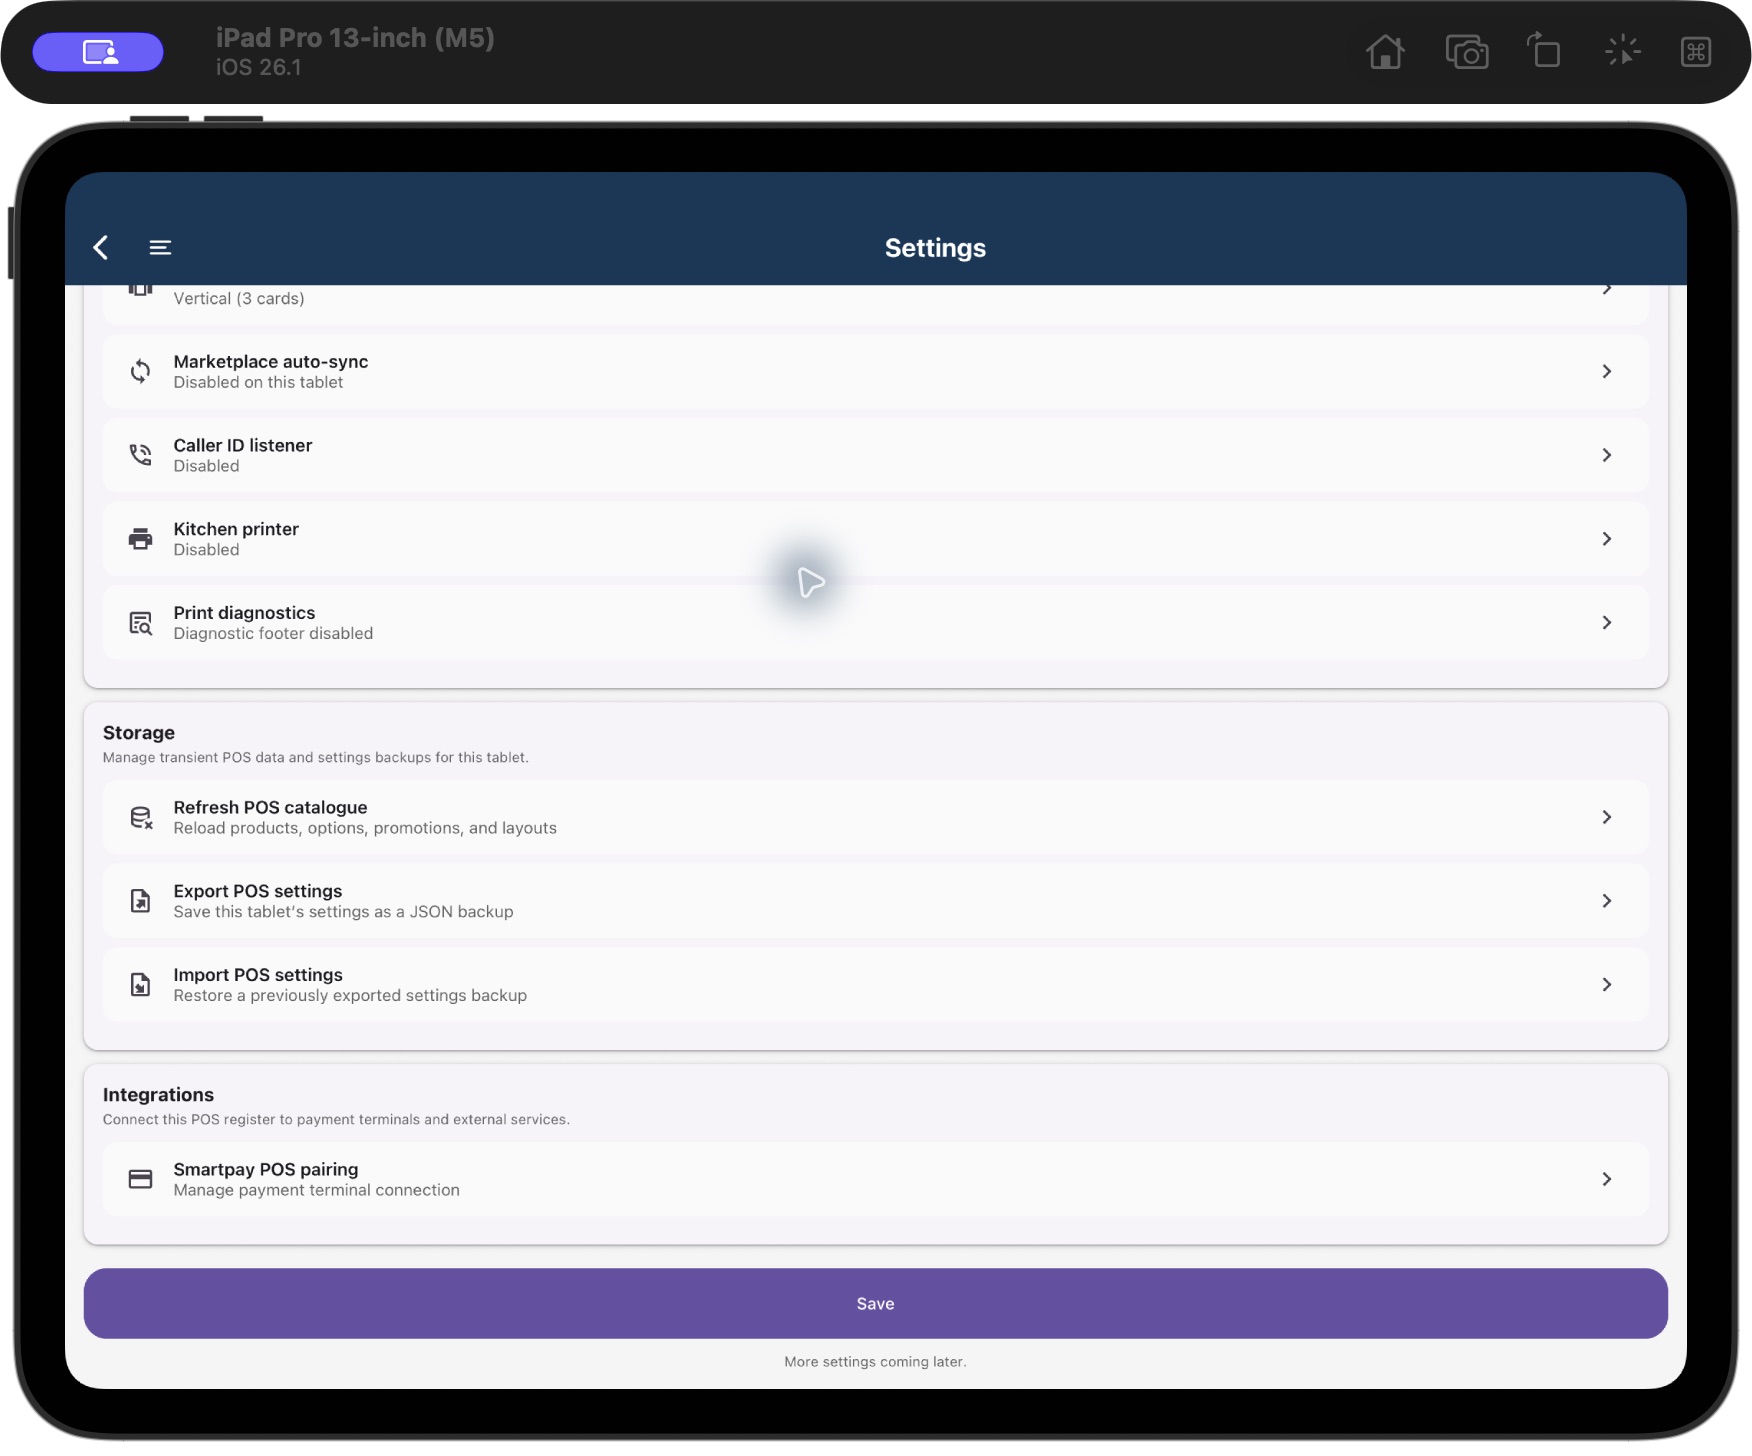 iPad Pro 13-inch (M5)
iOS 26.1
Settings
Vertical (3 cards)
Marketplace auto-sync
Disabled on this tablet
Caller ID listener
Disabled
Kitchen printer
Disabled
Print diagnostics
Diagnostic footer disabled
Storage
Manage transient POS data and settings backups for this tablet.
Refresh POS catalogue
Reload products, options, promotions, and layouts
Export POS settings
Save this tablet's settings as a JSON backup
Import POS settings
Restore a previously exported settings backup
Integrations
Connect this POS register to payment terminals and external services.
Smartpay POS pairing
Manage payment terminal connection
Save
More settings coming later.